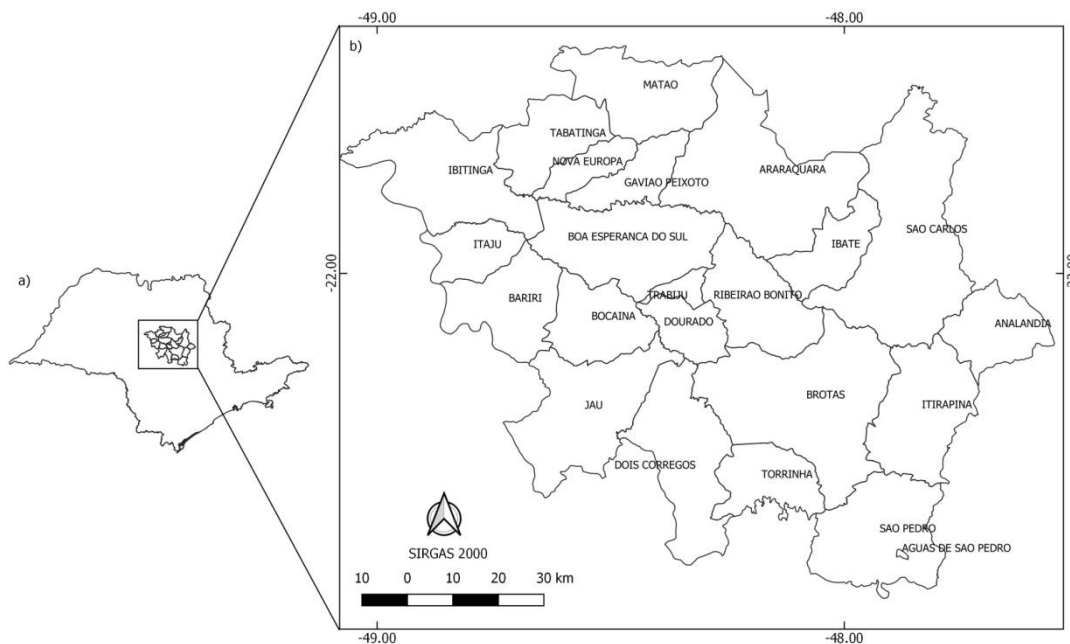 -49.00
-48.00
b)
MATAO
TABATINGA
NOVA EUROPA
IBITINGA
GAVIAO PEIXOTO
ARARAQUARA
BOA ESPERANCA DO SUL
ITAJU
IBATE
SAO CARLOS
a)
-22.00
BARIRI
TRABIJU
RIBEIRAO BONITO
BOCAINA
DOURADO
ANALANDIA
JAU
BROTAS
ITIRAPINA
DOIS CORREGOS
TORRINHA
SAO PEDRO
AGUAS DE SAO PEDRO
SIRGAS 2000
10 0 10 20 30 km
-49.00
-48.00